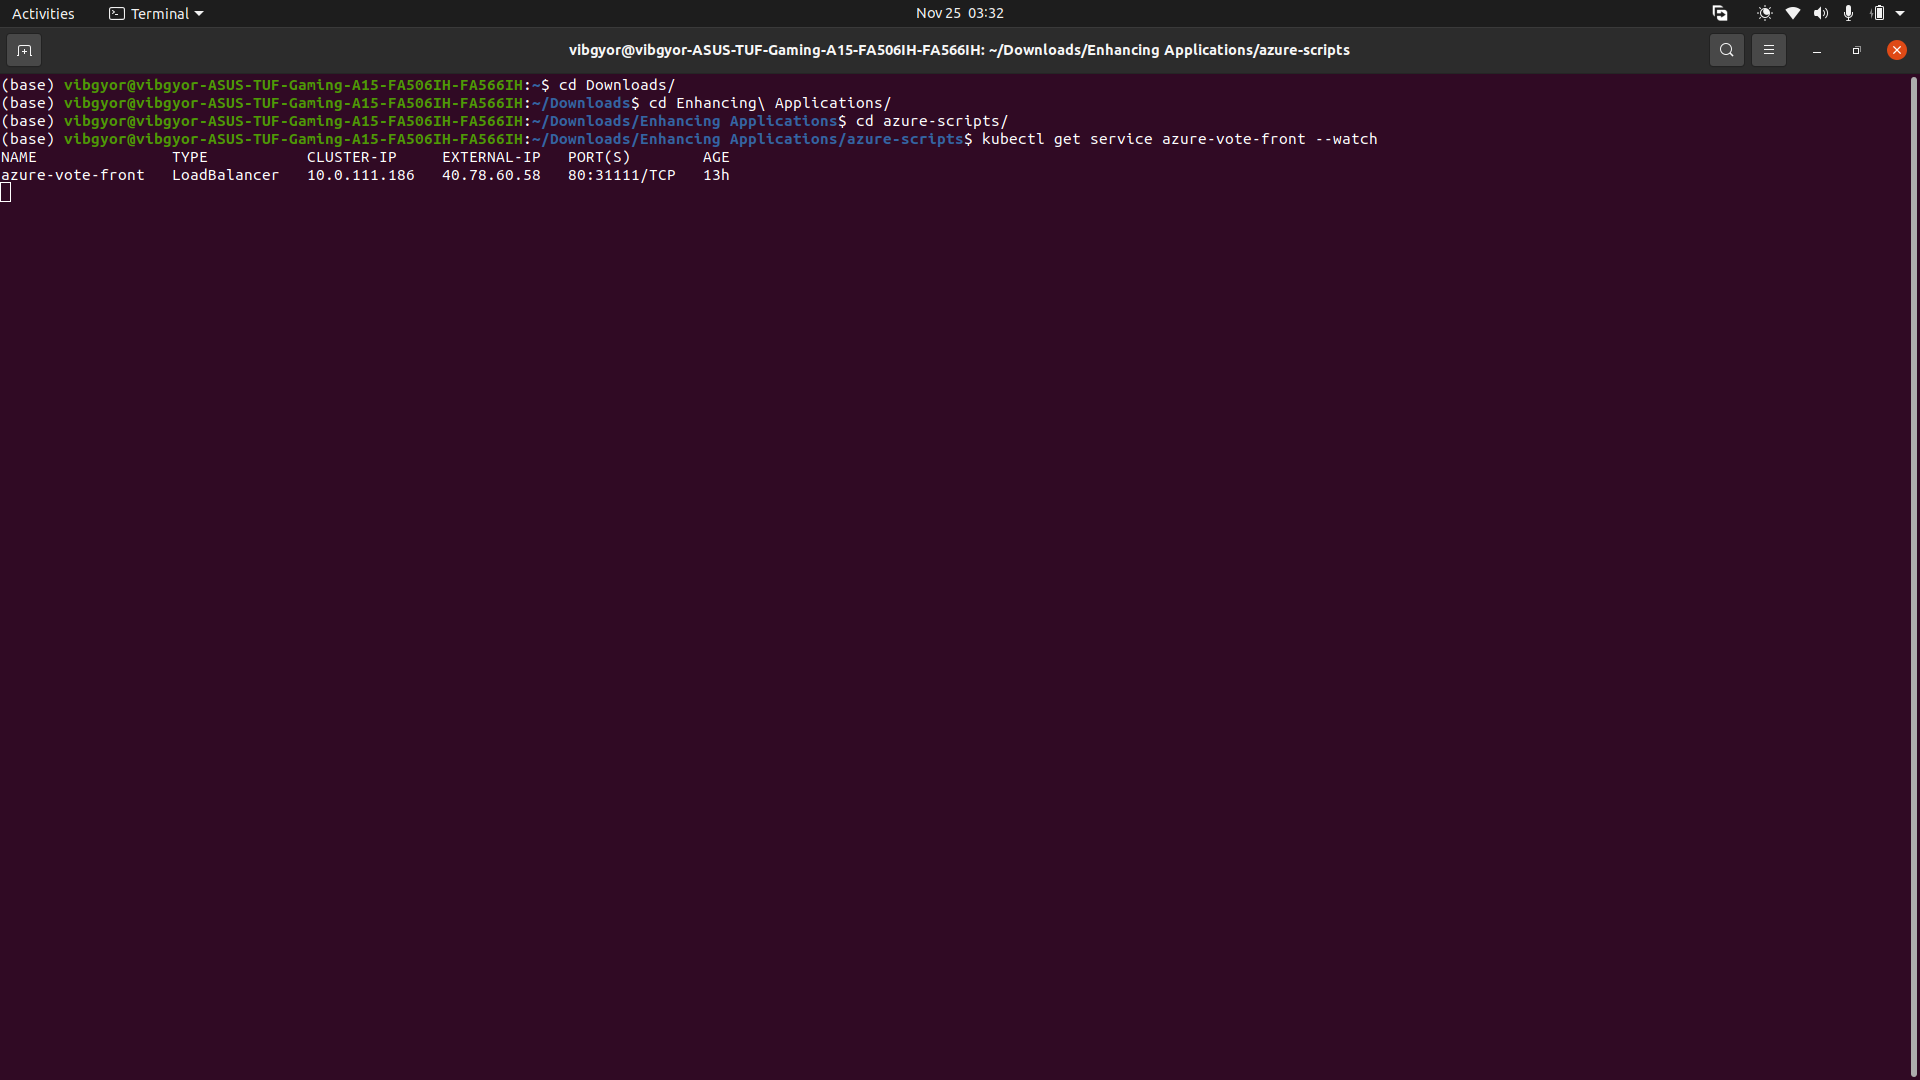 Activities Terminal Nov 25 03:32
vibgyor@vibgyor-ASUS-TUF-Gaming-A15-FA506IH-FA566IH: ~/Downloads/Enhancing Applications/azure-scripts
(base) vibgyor@vibgyor-ASUS-TUF-Gaming-A15-FA506IH-FA566IH:~$ cd Downloads/
(base) vibgyor@vibgyor-ASUS-TUF-Gaming-A15-FA506IH-FA566IH:~/Downloads$ cd Enhancing\ Applications/
(base) vibgyor@vibgyor-ASUS-TUF-Gaming-A15-FA506IH-FA566IH:~/Downloads/Enhancing Applications$ cd azure-scripts/
(base) vibgyor@vibgyor-ASUS-TUF-Gaming-A15-FA506IH-FA566IH:~/Downloads/Enhancing Applications/azure-scripts$ kubectl get service azure-vote-front --watch
NAME TYPE CLUSTER-IP EXTERNAL-IP PORT(S) AGE
azure-vote-front LoadBalancer 10.0.111.186 40.78.60.58 80:31111/TCP 13h